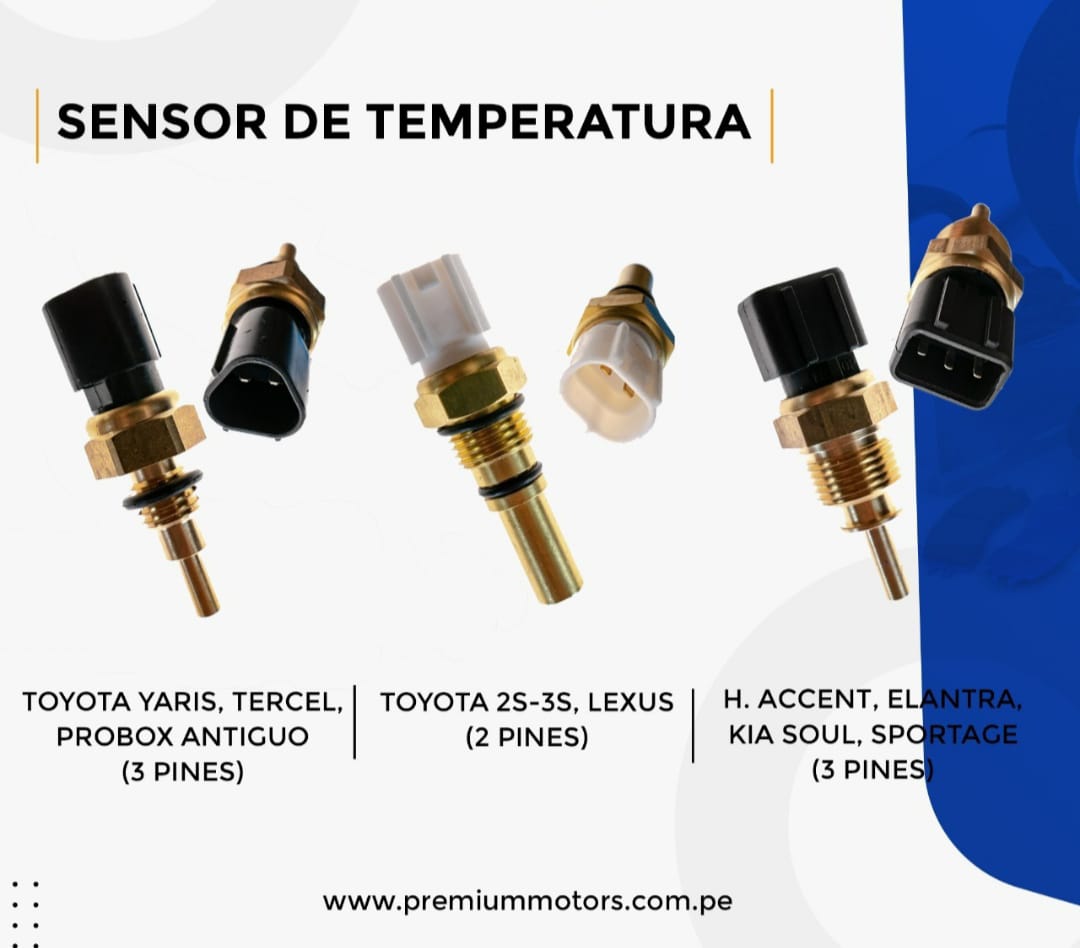 SENSOR DE TEMPERATURA
TOYOTA YARIS, TERCEL,
PROBOX ANTIGUO
(3 PINES)
TOYOTA 2S-3S, LEXUS
(2 PINES)
H. ACCENT, ELANTRA,
KIA SOUL, SPORTAGE
(3 PINES)
www.premiummotors.com.pe